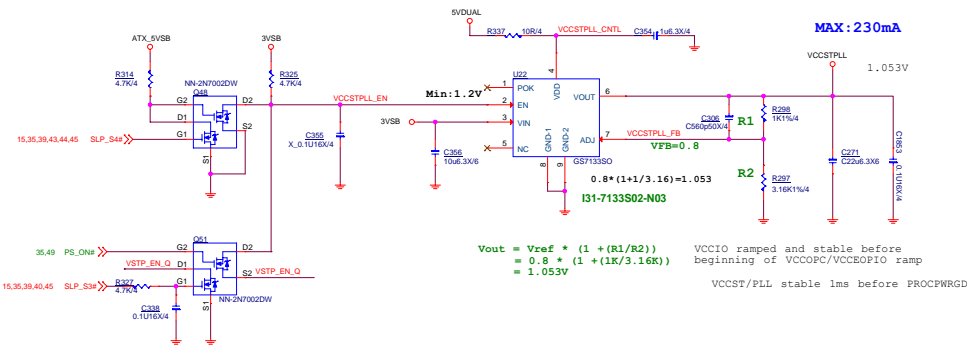 5VDUAL
MAX:230mA
R337
10R/4
VCCSTPLL_CNTL
C354
1u6.3X/4
ATX_5VSB
3VSB
VCCSTPLL
1.053V
R314
4.7K/4
NN-2N7002DW
Q48
R325
4.7K/4
U22
4
VDD
1
POK
VOUT
6
G2
D2
VCCSTPLL_EN
Min:1.2V
2
EN
D1
S2
3VSB
3
VIN
R1
C306
C560p50X/4
R298
1K1%/4
15,35,39,43,44,45
SLP_S4#
G1
S1
C355
X_0.1U16X/4
C356
10u6.3X/6
5
NC
GND-1
GND-2
ADJ
7
VCCSTPLL_FB
VFB=0.8
GS7133SO
8
9
C271
C22u6.3X6
C1853
0.1U16X/4
R2
R297
3.16K1%/4
0.8*(1+1/3.16)=1.053
I31-7133S02-N03
Q51
35,49
PS_ON#
G2
D2
VSTP_EN_Q
D1
S2
VSTP_EN_Q
15,35,39,40,45
SLP_S3#
R327
4.7K/4
G1
S1
NN-2N7002DW
C338
0.1U16X/4
Vout = Vref * (1 +(R1/R2))
= 0.8 * (1 +(1K/3.16K))
= 1.053V
VCCIO ramped and stable before
beginning of VCCOPC/VCCEOPIO ramp
VCCST/PLL stable 1ms before PROCPWRGD